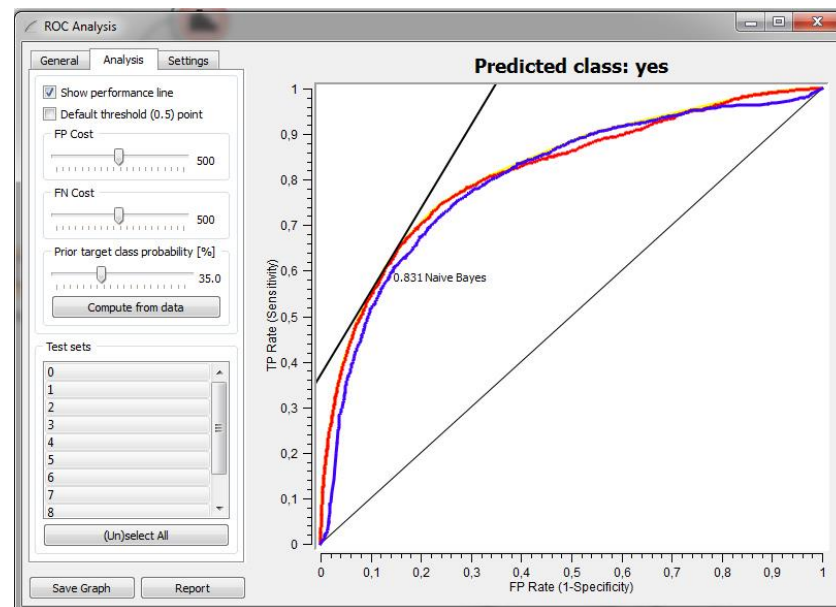 ROC Analysis
General Analysis Settings
Show performance line
Default threshold (0.5) point
FP Cost
500
FN Cost
500
Prior target class probability [%]
35.0
Compute from data
Test sets
0
1
2
3
4
5
6
7
8
(Un)select All
Save Graph Report
Predicted class: yes
TP Rate (Sensitivity)
1
0,9
0,8
0,7
0,6
0,5
0,4
0,3
0,2
0,1
0
0.831 Naive Bayes
0 0,1 0,2 0,3 0,4 0,5 0,6 0,7 0,8 0,9 1
FP Rate (1-Specificity)